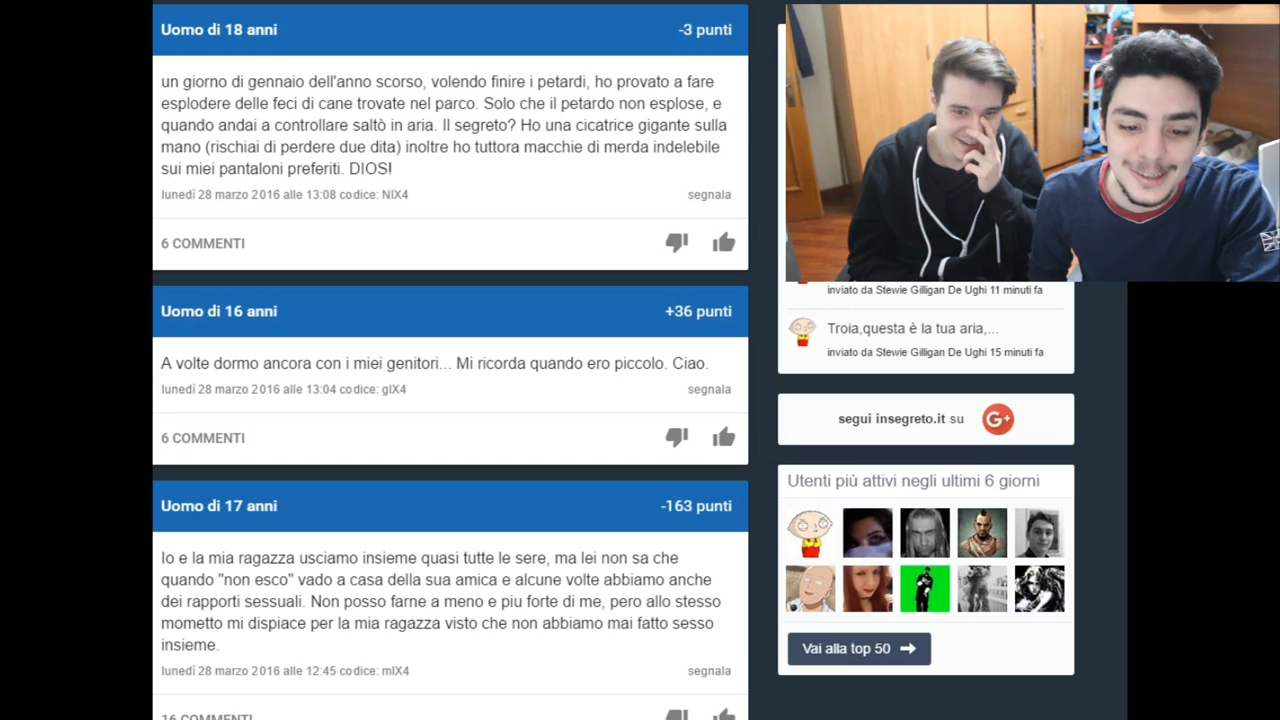 Uomo di 18 anni
-3 punti
un giorno di gennaio dell'anno scorso, volendo finire i petardi, ho provato a fare
esplodere delle feci di cane trovate nel parco. Solo che il petardo non esplose, e
quando andai a controllare saltò in aria. Il segreto? Ho una cicatrice gigante sulla
mano (rischiai di perdere due dita) inoltre ho tuttora macchie di merda indelebile
sui miei pantaloni preferiti. DIOS!
lunedì 28 marzo 2016 alle 13:08 codice: NIX4
segnala
6 COMMENTI
Uomo di 16 anni
+36 punti
A volte dormo ancora con i miei genitori... Mi ricorda quando ero piccolo. Ciao.
lunedì 28 marzo 2016 alle 13:04 codice: gIX4
segnala
6 COMMENTI
Uomo di 17 anni
-163 punti
Io e la mia ragazza usciamo insieme quasi tutte le sere, ma lei non sa che
quando "non esco" vado a casa della sua amica e alcune volte abbiamo anche
dei rapporti sessuali. Non posso farne a meno e piu forte di me, pero allo stesso
mometto mi dispiace per la mia ragazza visto che non abbiamo mai fatto sesso
insieme.
lunedì 28 marzo 2016 alle 12:45 codice: mIX4
segnala
16 COMMENTI
inviato da Stewie Gilligan De Ughi 11 minuti fa
Troia,questa è la tua aria,...
inviato da Stewie Gilligan De Ughi 15 minuti fa
segui insegreto.it su
G+
Utenti più attivi negli ultimi 6 giorni
Vai alla top 50